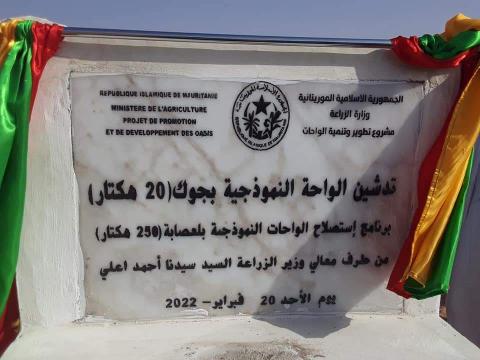 REPUBLIQUE ISLAMIQUE DE MAURITANIE
MINISTERE DE L'AGRICULTURE
PROJET DE PROMOTION
ET DE DEVELOPPEMENT DES OASIS
الجمهورية الاسلامية الموريتانية
وزارة الزراعة
مشروع تطوير وتنمية الواحات
تدشين الواحة النموذجية بجوك (20 هكتار)
برنامج إستصلاح الواحات النموذجية بلعصابة (250 هكتار)
من طرف معالي وزير الزراعة السيد سيدنا أحمد اعلي
يوم الأحد 20 فبراير - 2022